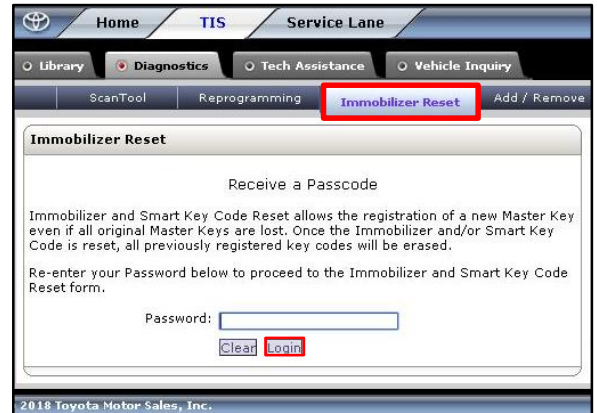 Home TIS Service Lane
Library Diagnostics Tech Assistance Vehicle Inquiry
ScanTool Reprogramming Immobilizer Reset Add / Remove
Immobilizer Reset
Receive a Passcode
Immobilizer and Smart Key Code Reset allows the registration of a new Master Key
even if all original Master Keys are lost. Once the Immobilizer and/or Smart Key
Code is reset, all previously registered key codes will be erased.
Re-enter your Password below to proceed to the Immobilizer and Smart Key Code
Reset form.
Password:
Clear Login
2018 Toyota Motor Sales, Inc.